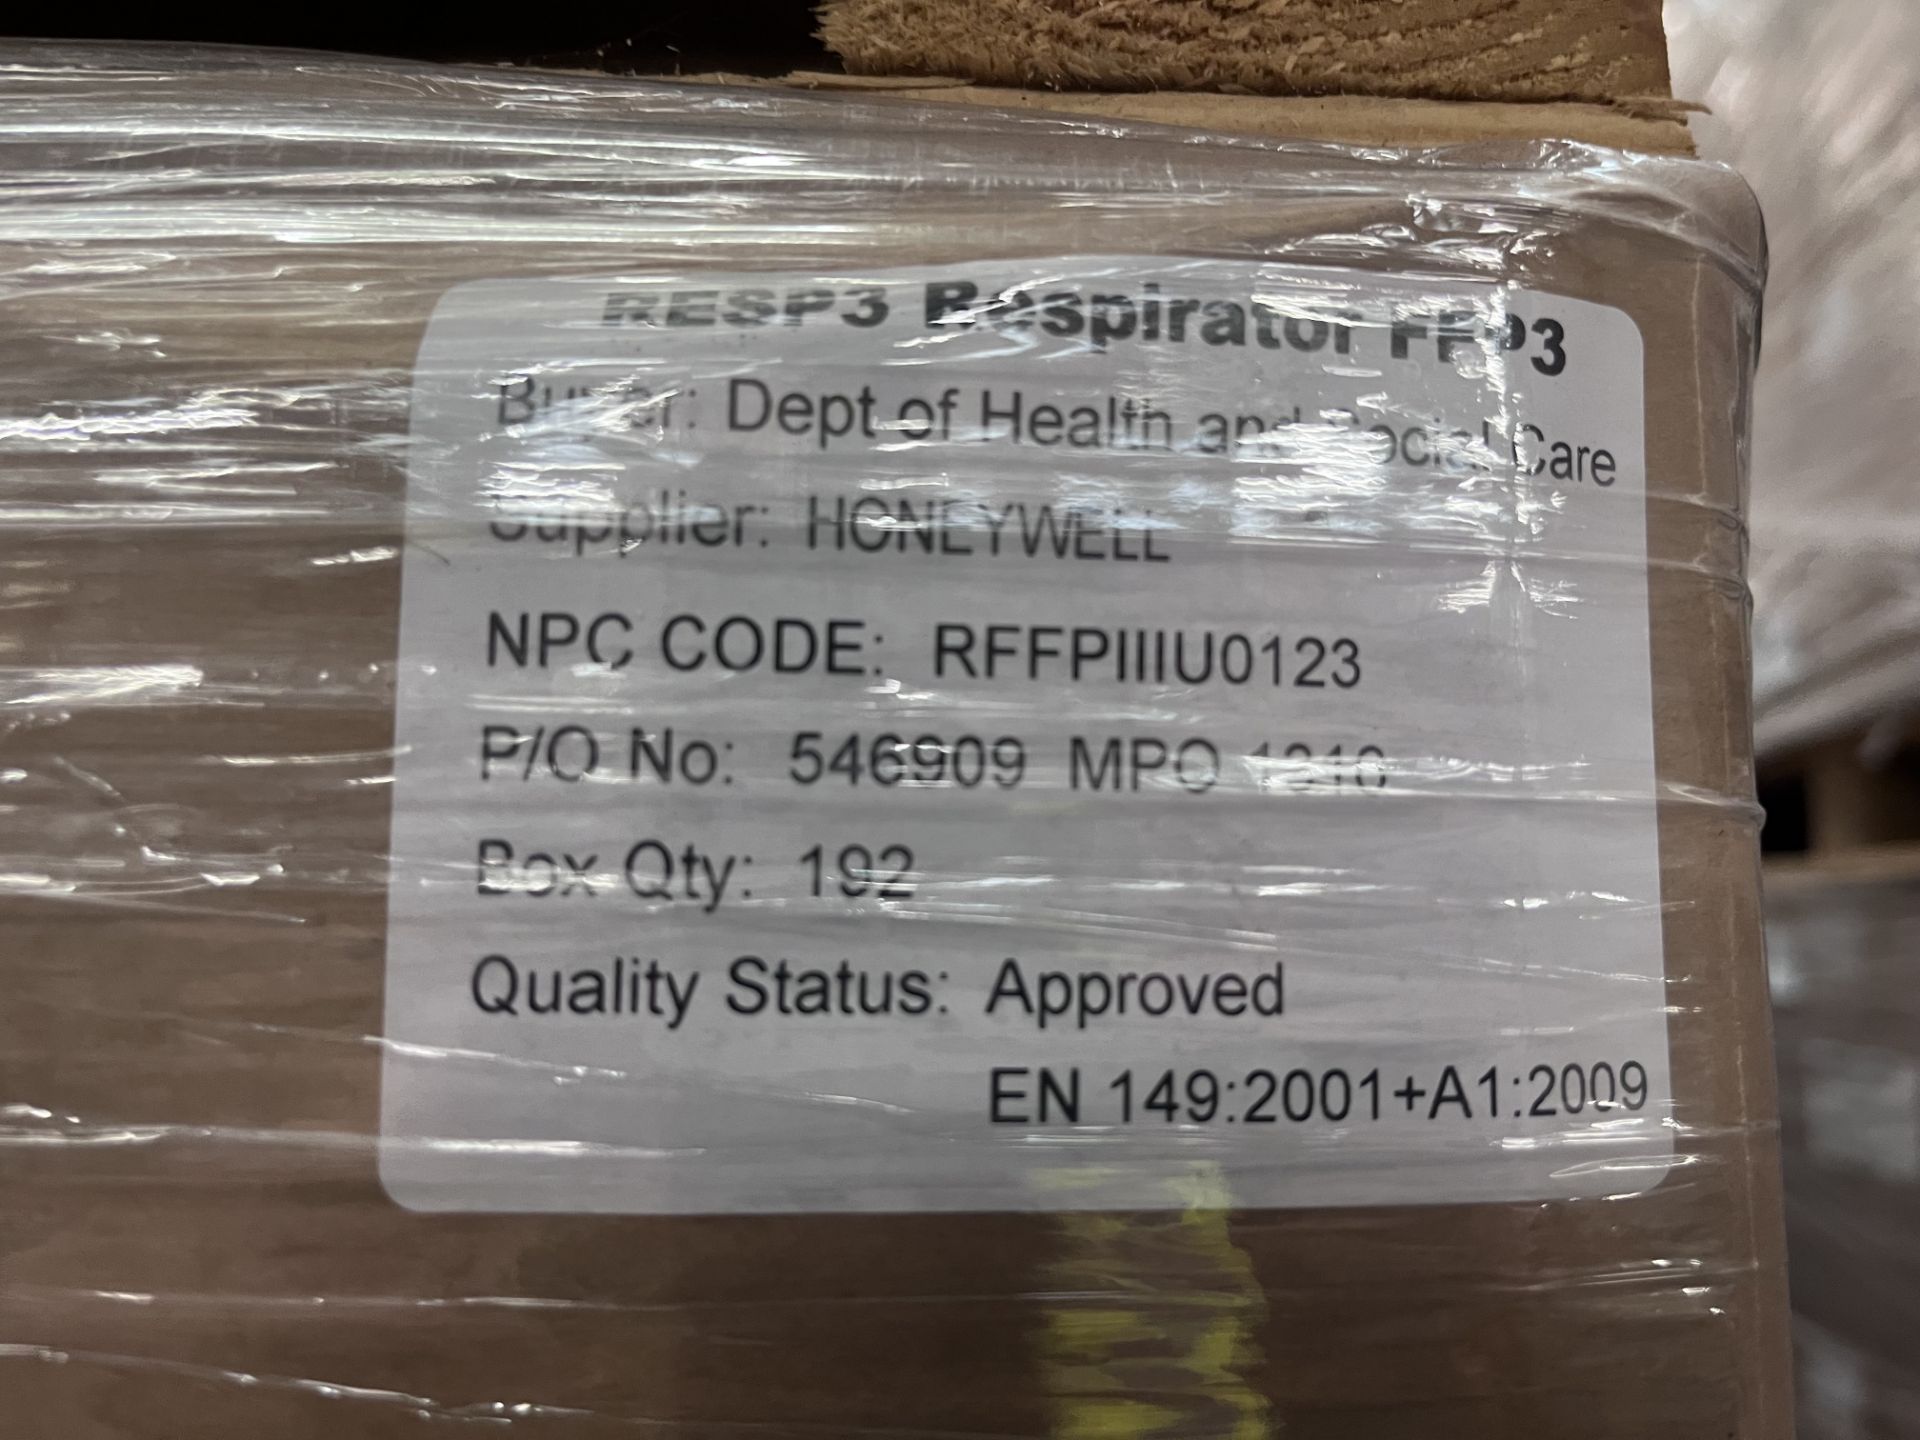 RESP3 Respirator FFP3
Buyer: Dept of Health and Social Care
Supplier: HONEYWELL
NPC CODE: RFFPIIIU0123
P/O No: 546909 MPO
Box Qty: 192
Quality Status: Approved
EN 149:2001+A1:2009